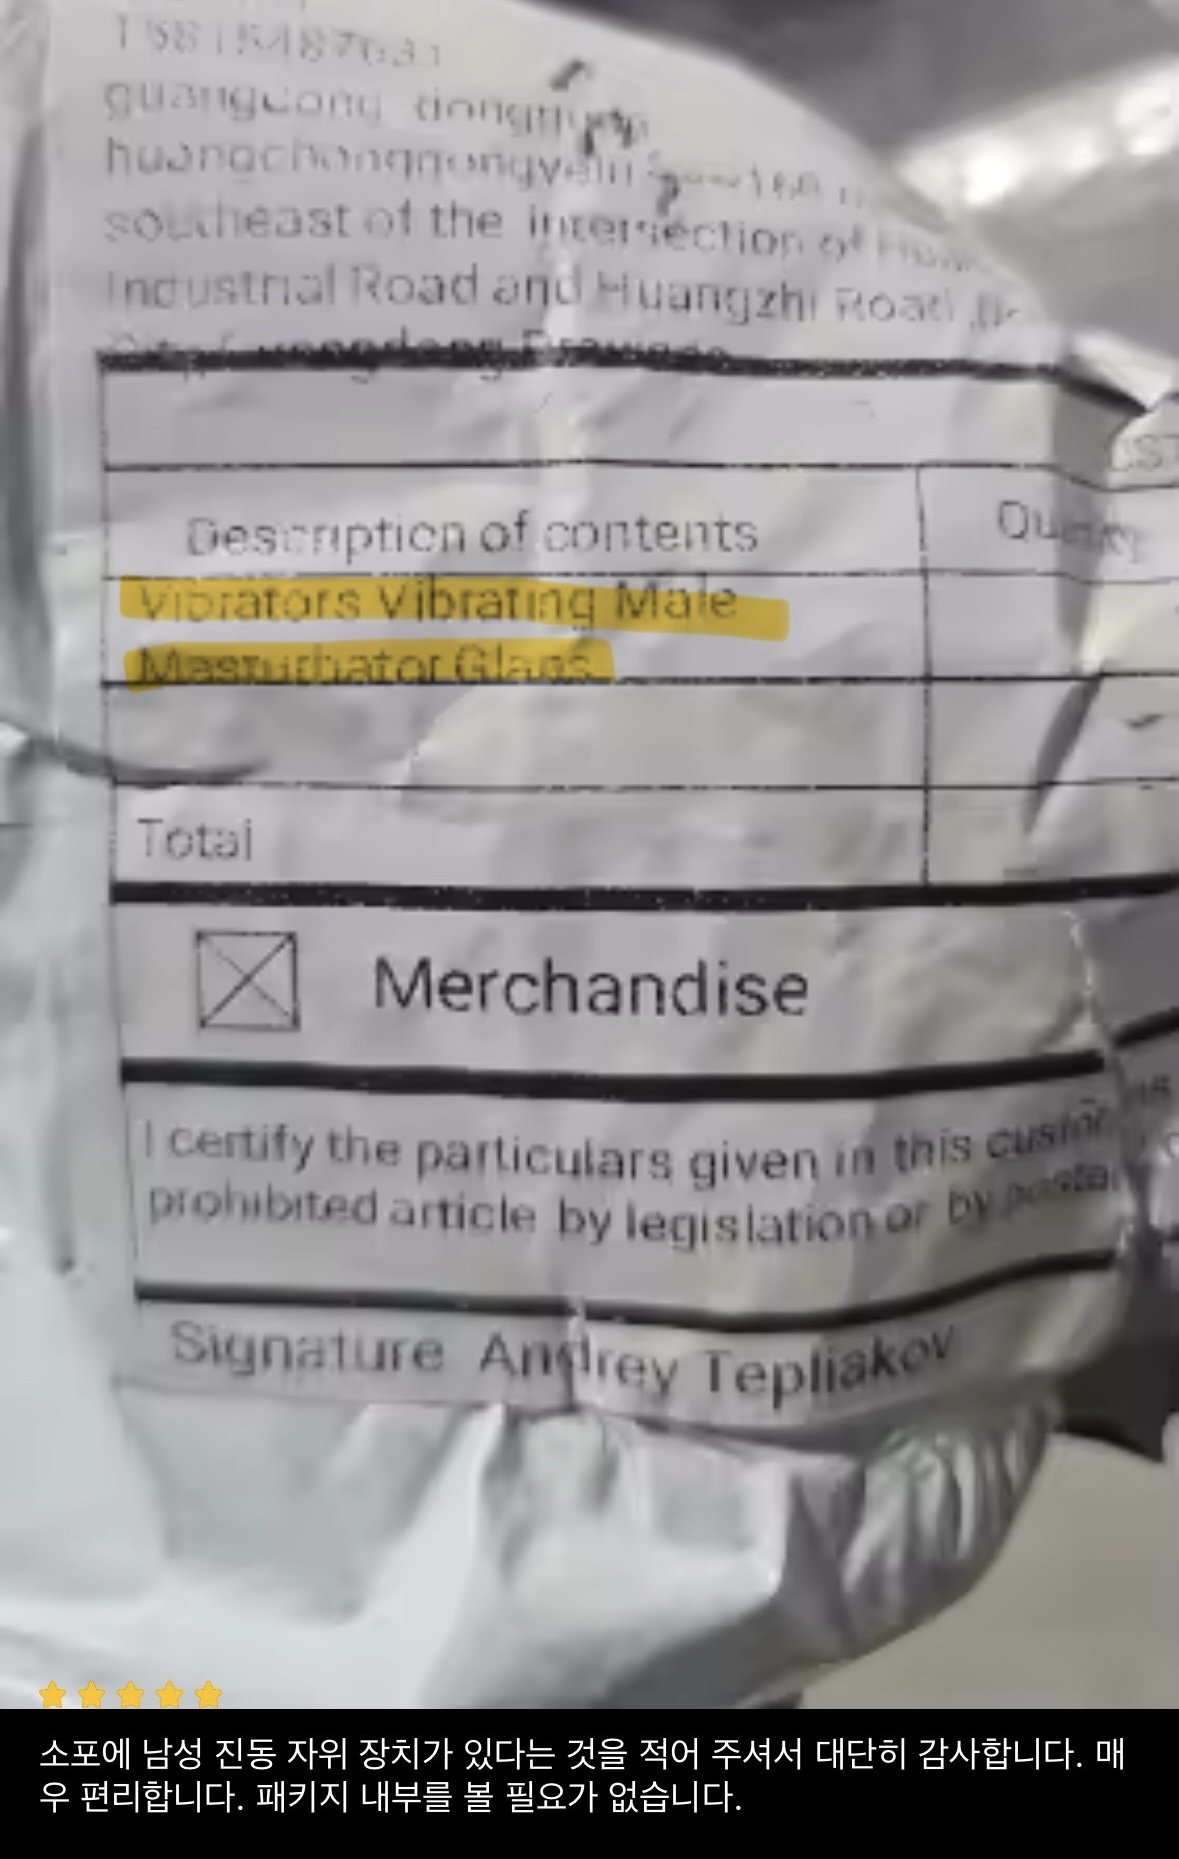 southeast of the intersection of
Industrial Road and Huangzhi Road
Description of contents
Vibrators Vibrating Male
Masturbator Glans
Total
Merchandise
I certify the particulars given in this
prohibited article by legislation or by postal
Signature Andrey Tepliakov
소포에 남성 진동 자위 장치가 있다는 것을 적어 주셔서 대단히 감사합니다. 매
우 편리합니다. 패키지 내부를 볼 필요가 없습니다.